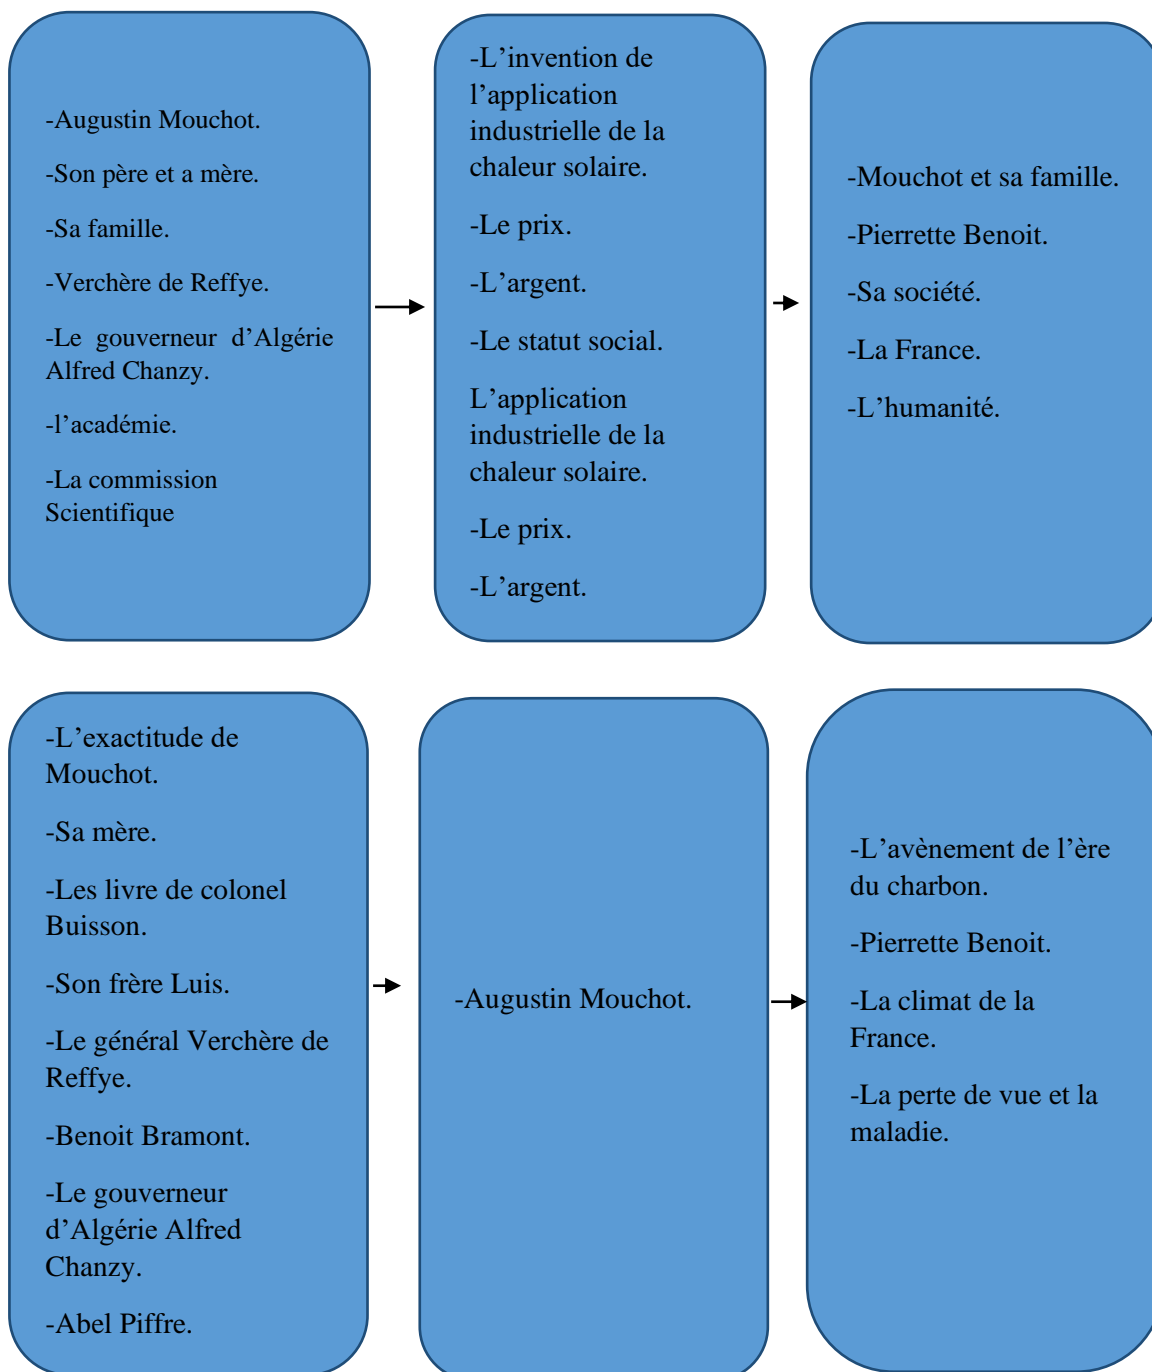 -Augustin Mouchot.
-Son père et a mère.
-Sa famille.
-Verchère de Reffye.
-Le gouverneur d’Algérie
Alfred Chanzy.
-l’académie.
-La commission
Scientifique
-L’invention de
l’application
industrielle de la
chaleur solaire.
-Le prix.
-L’argent.
-Le statut social.
L’application
industrielle de la
chaleur solaire.
-Le prix.
-L’argent.
-Mouchot et sa famille.
-Pierrette Benoit.
-Sa société.
-La France.
-L’humanité.
-L’exactitude de
Mouchot.
-Sa mère.
-Les livre de colonel
Buisson.
-Son frère Luis.
-Le général Verchère de
Reffye.
-Benoit Bramont.
-Le gouverneur
d’Algérie Alfred
Chanzy.
-Abel Piffre.
-Augustin Mouchot.
-L’avènement de l’ère
du charbon.
-Pierrette Benoit.
-La climat de la
France.
-La perte de vue et la
maladie.